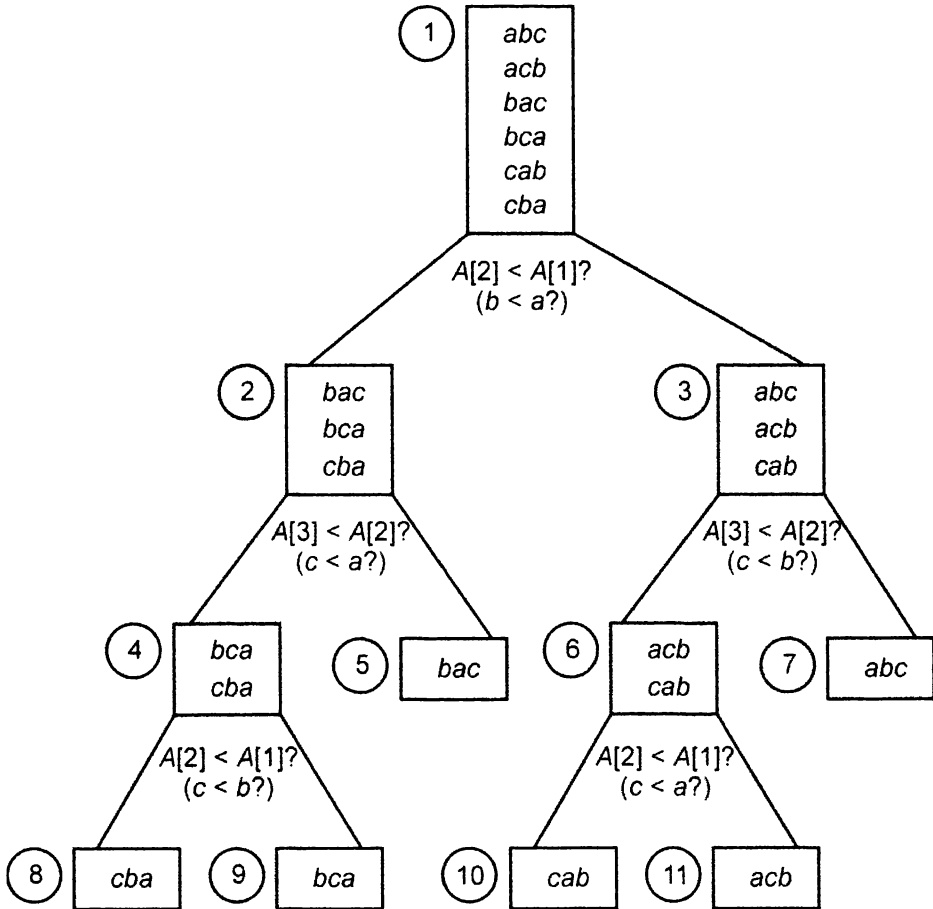 1
abc
acb
bac
bca
cab
cba
A[2] < A[1]?
(b < a?)
2
bac
bca
cba
3
abc
acb
cab
A[3] < A[2]?
(c < a?)
A[3] < A[2]?
(c < b?)
4
bca
cba
5
bac
6
acb
cab
7
abc
A[2] < A[1]?
(c < b?)
A[2] < A[1]?
(c < a?)
8
cba
9
bca
10
cab
11
acb